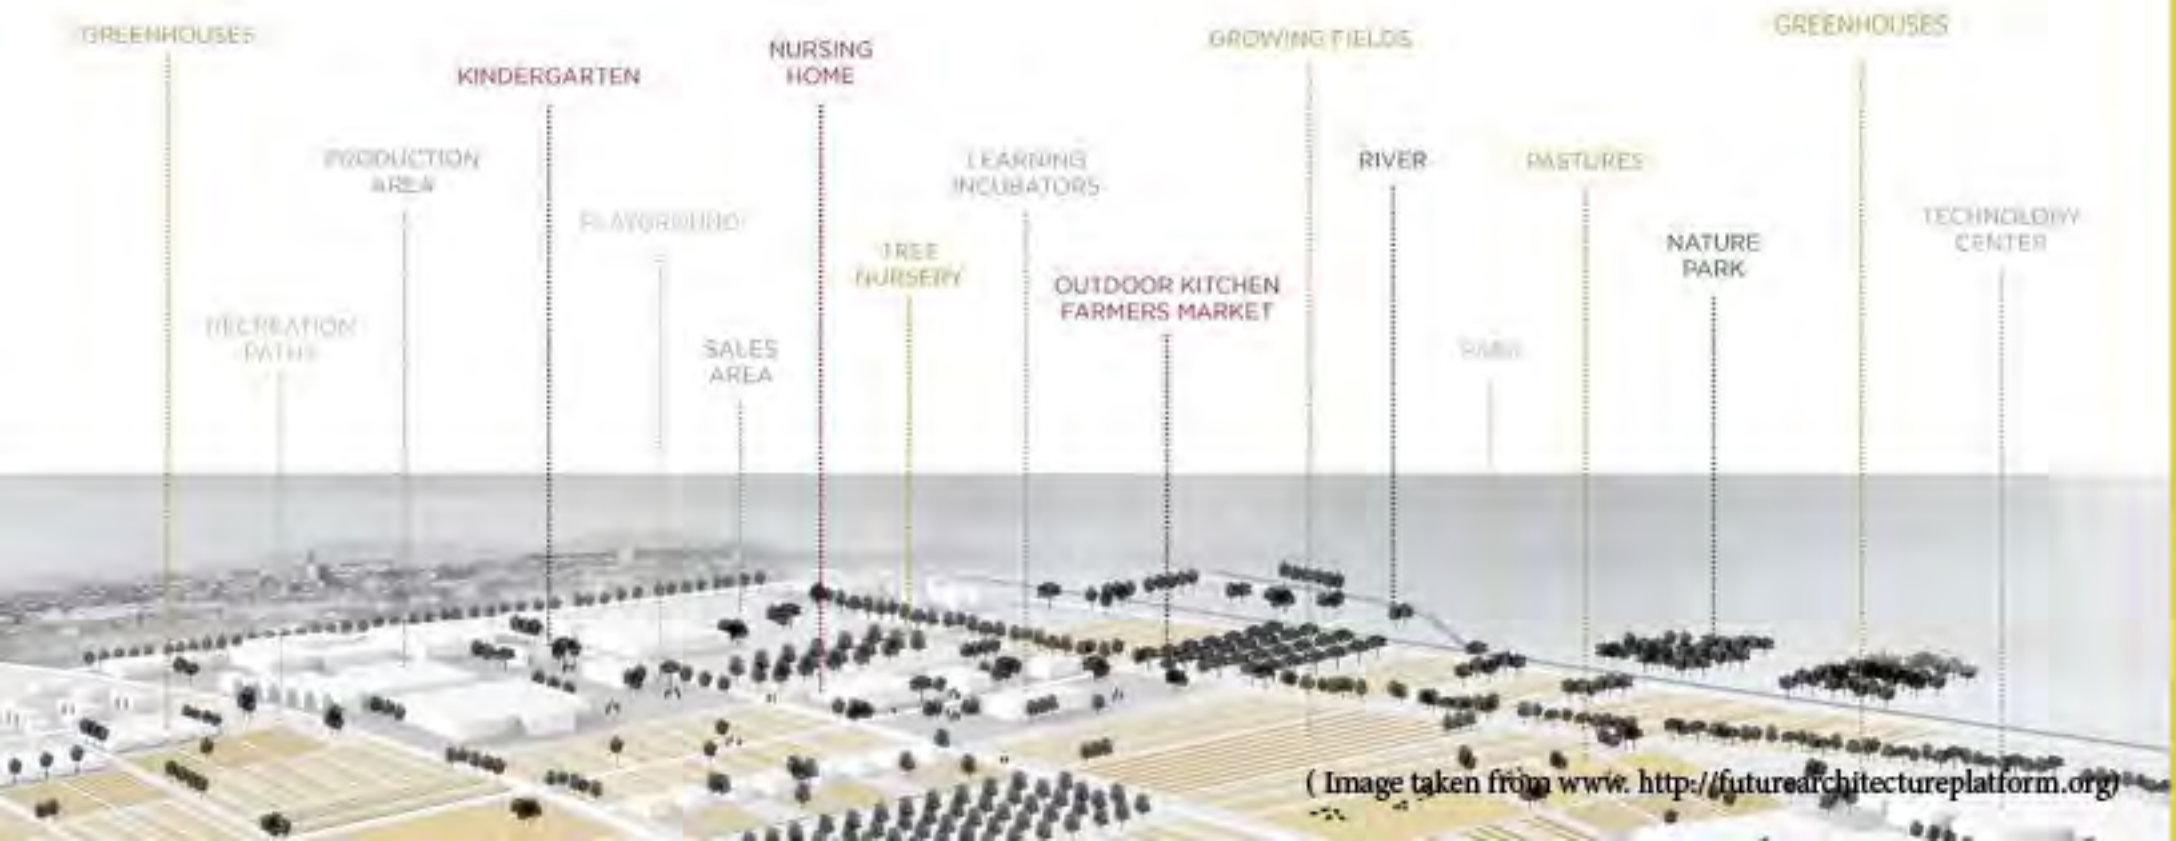 GREENHOUSES
KINDERGARTEN
NURSING
HOME
GROWING FIELDS
GREENHOUSES
PRODUCTION
AREA
PLAYGROUND
LEARNING
INCUBATORS
RIVER
PASTURES
TECHNOLOGY
CENTER
RECREATION
PATHS
SALES
AREA
TREE
NURSERY
OUTDOOR KITCHEN
FARMERS MARKET
NATURE
PARK
( Image taken from www. http://futurearchitectureplatform.org)